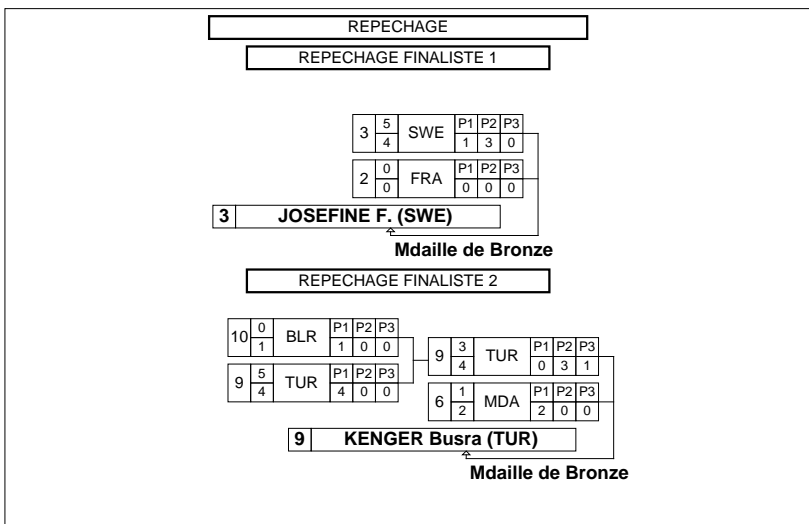 REPECHAGE
REPECHAGE FINALISTE 1
3 5 SWE P1 P2 P3
4 1 3 0
2 0 FRA P1 P2 P3
0 0 0 0
3 JOSEFINE F. (SWE)
Mdaille de Bronze
REPECHAGE FINALISTE 2
10 0 BLR P1 P2 P3
1 1 0 0
9 5 TUR P1 P2 P3
4 4 0 0
9 3 TUR P1 P2 P3
4 0 3 1
6 1 MDA P1 P2 P3
2 2 0 0
9 KENGER Busra (TUR)
Mdaille de Bronze